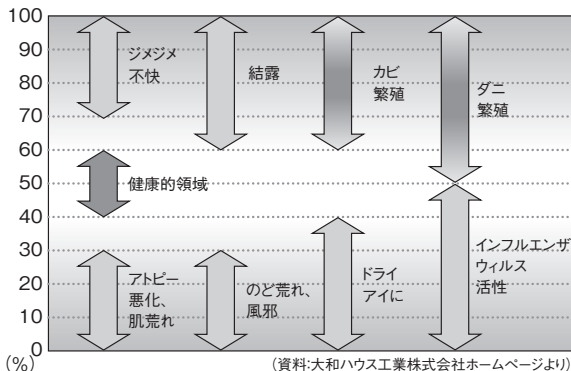 100
90
80
70
60
50
40
30
20
10
0
(%)
ジメジメ
不快
結露
カビ
繁殖
ダニ
繁殖
健康的領域
アトピー
悪化、
肌荒れ
のど荒れ、
風邪
ドライ
アイに
インフルエンザ
ウィルス
活性
(資料:大和ハウス工業株式会社ホームページより)